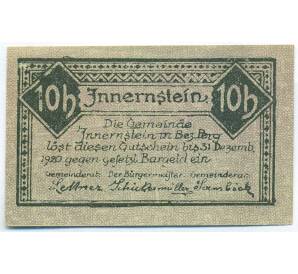 10h Innernstein 10h
Die Gemeinde
Innernstein in Bez. Perg
löst diesen Gutschein bis 31 Dezemb.
1920 gegen gesetzl. Bargeld ein.
Gemeinderat: Der Bürgermeister: Gemeinderat: